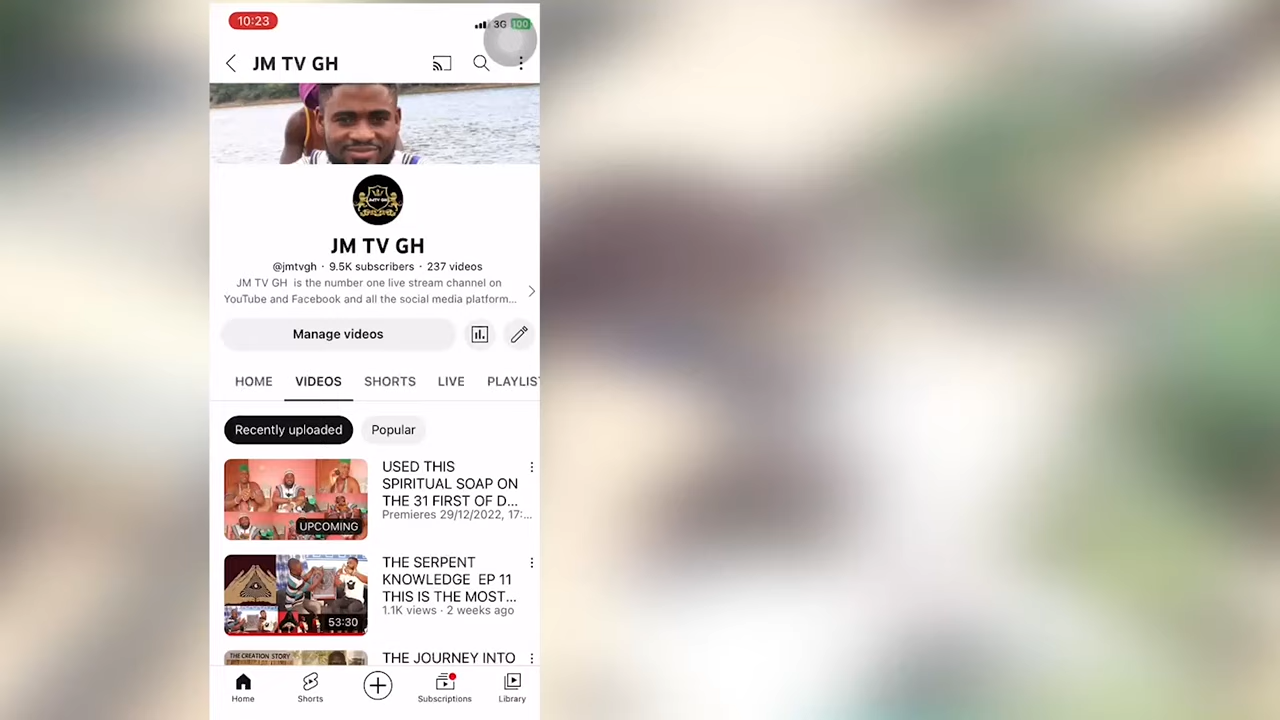 10:23
3G 100
JM TV GH
JM TV GH
@jmtvgh · 9.5K subscribers · 237 videos
JM TV GH is the number one live stream channel on
YouTube and Facebook and all the social media platform...
Manage videos
HOME VIDEOS SHORTS LIVE PLAYLIS
Recently uploaded Popular
USED THIS
SPIRITUAL SOAP ON
THE 31 FIRST OF D...
Premieres 29/12/2022, 17:...
UPCOMING
THE SERPENT
KNOWLEDGE EP 11
THIS IS THE MOST...
1.1K views · 2 weeks ago
53:30
THE CREATION STORY
THE JOURNEY INTO
Home Shorts Subscriptions Library